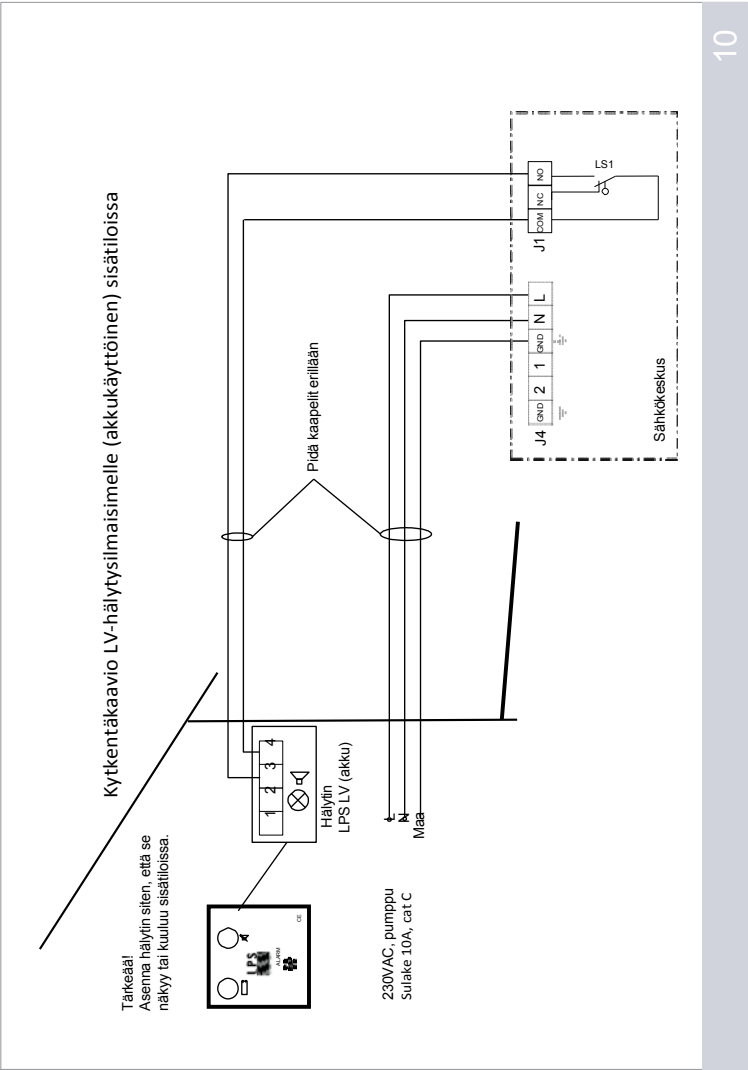 10
Kytkentäkaavio LV-hälytysilmaisimelle (akkukäyttöinen) sisätiloissa
Tärkeää!
Asenna hälytin siten, että se
näkyy tai kuuluu sisätiloissa.
LPS
ALARM
CE
1 2 3 4
Hälytin
LPS LV (akku)
Pidä kaapelit erillään
230VAC, pumppu
Sulake 10A, cat C
L
N
Maa
J4 GND 2 1 GND N L
J1 COM NC NO
LS1
Sähkökeskus